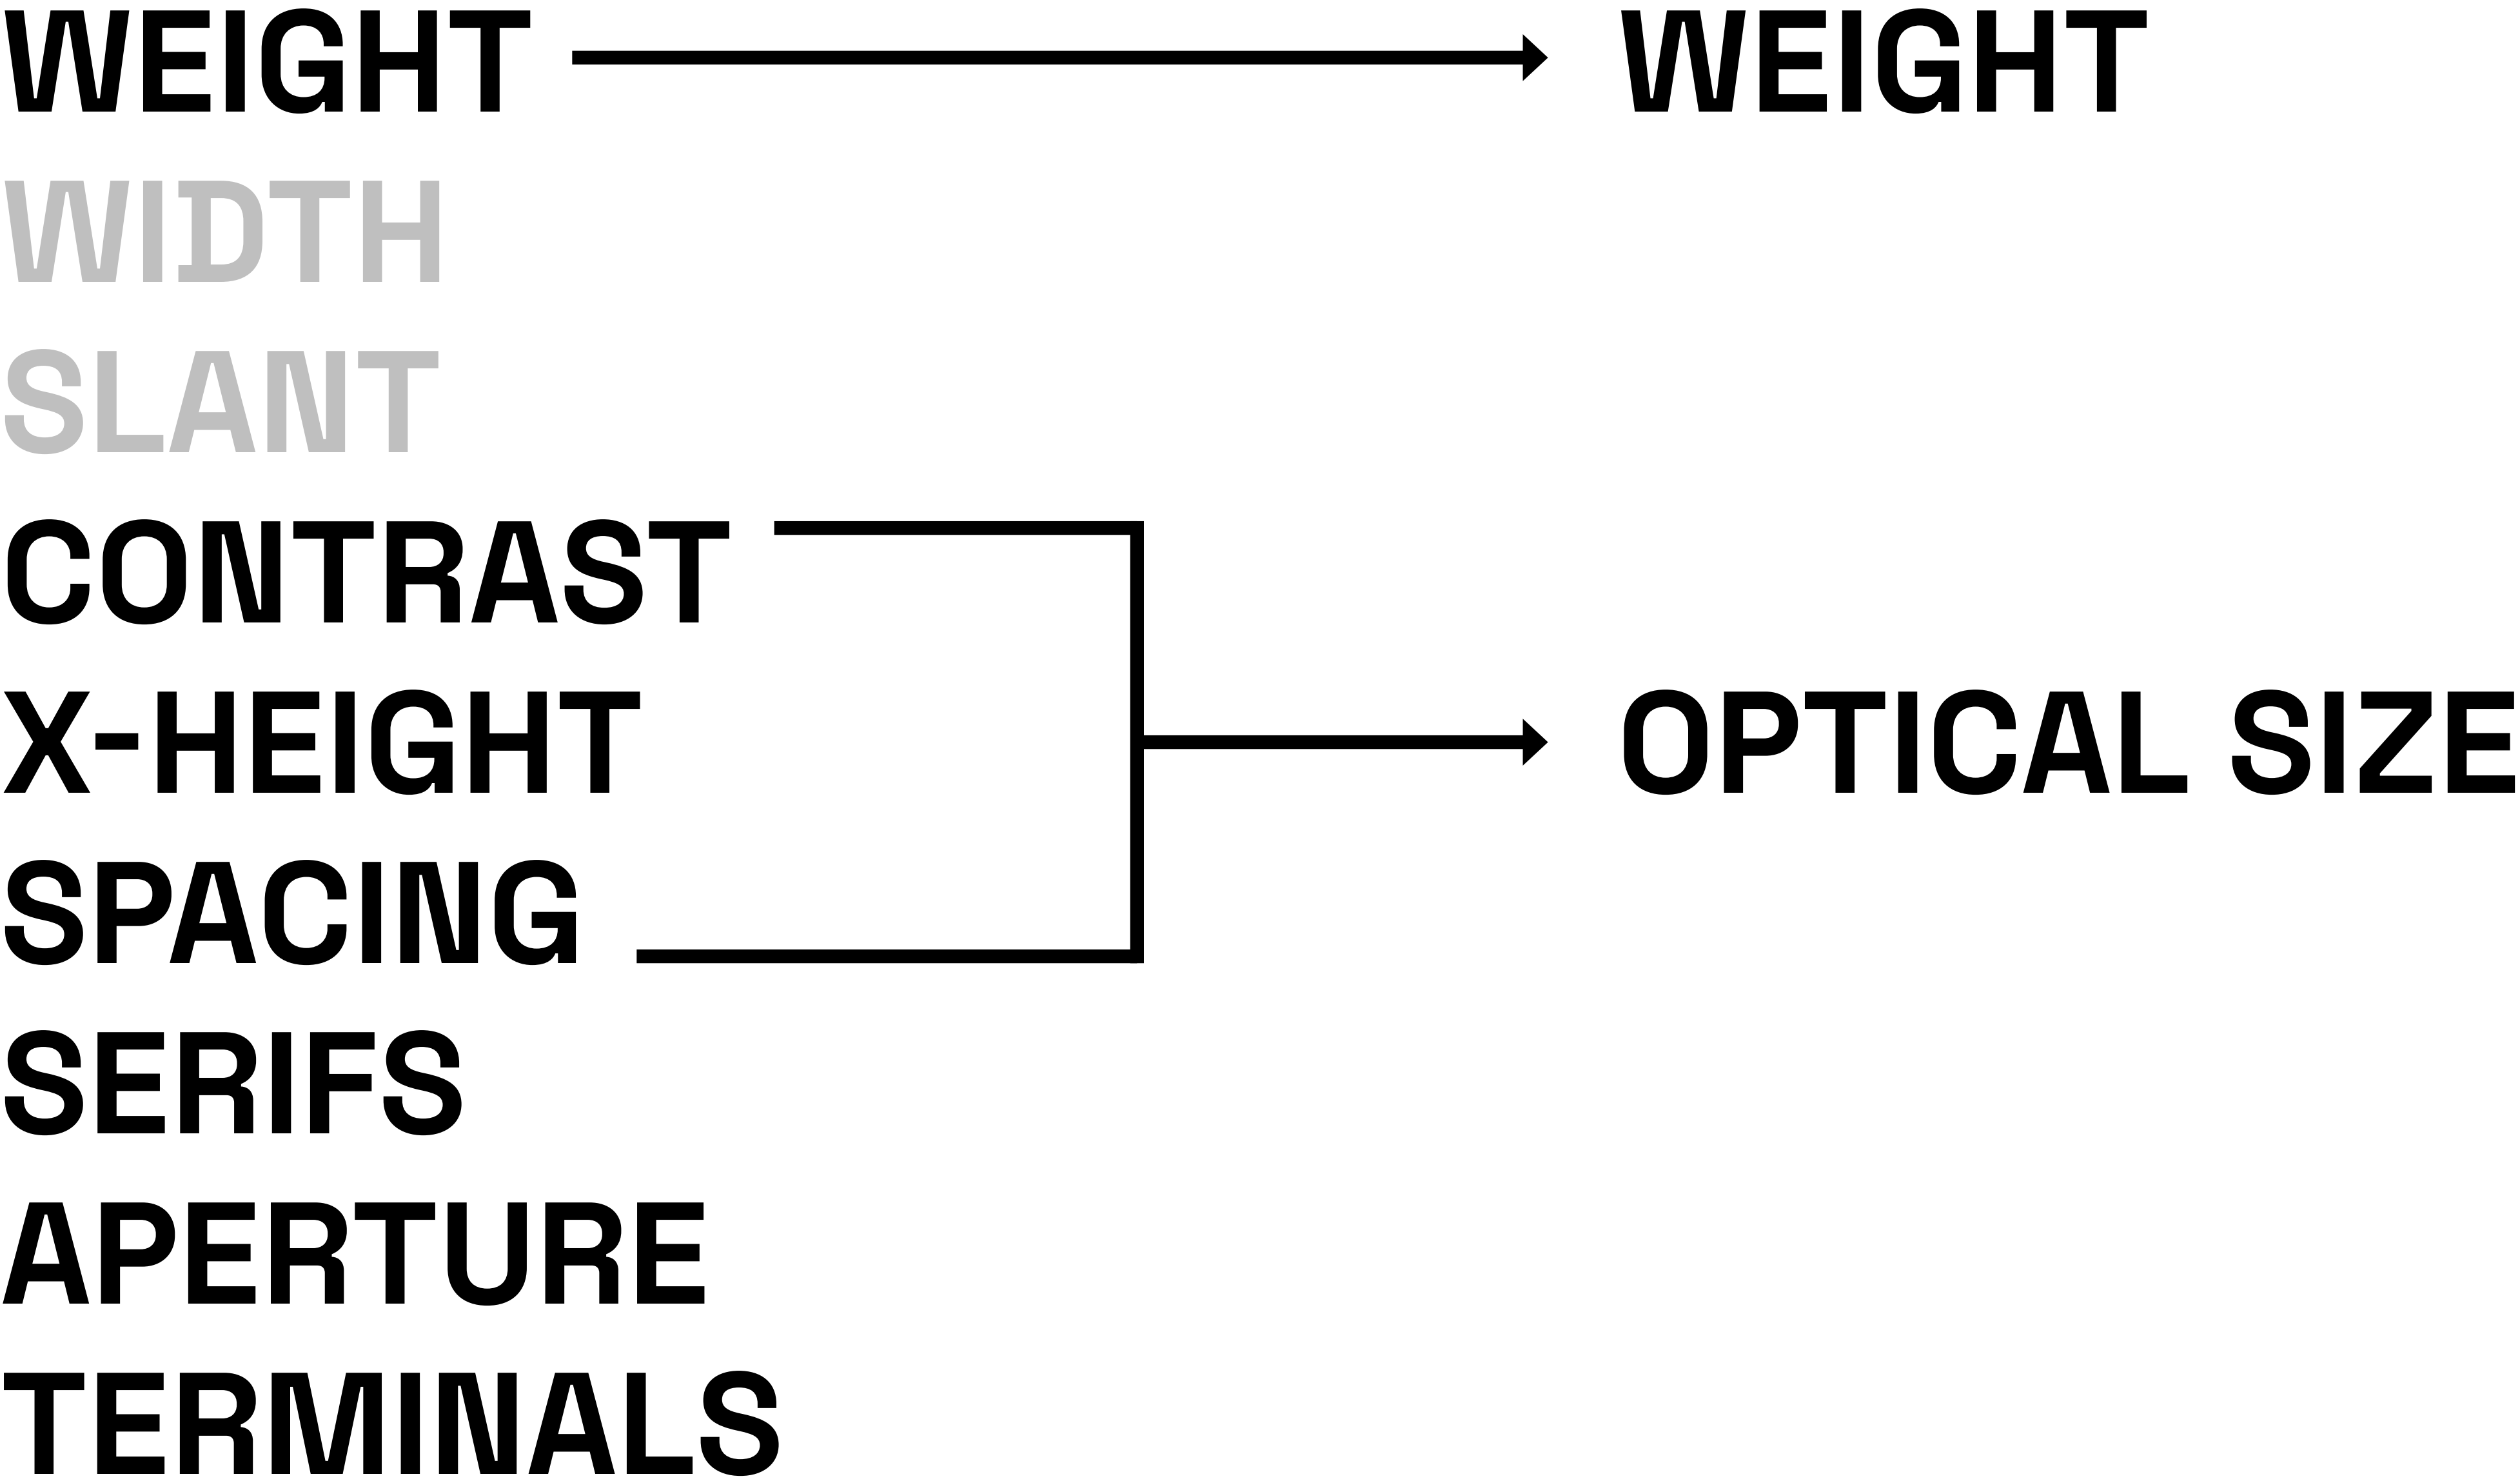 WEIGHT
WEIGHT
WIDTH
SLANT
CONTRAST
X-HEIGHT
OPTICAL SIZE
SPACING
SERIFS
APERTURE
TERMINALS